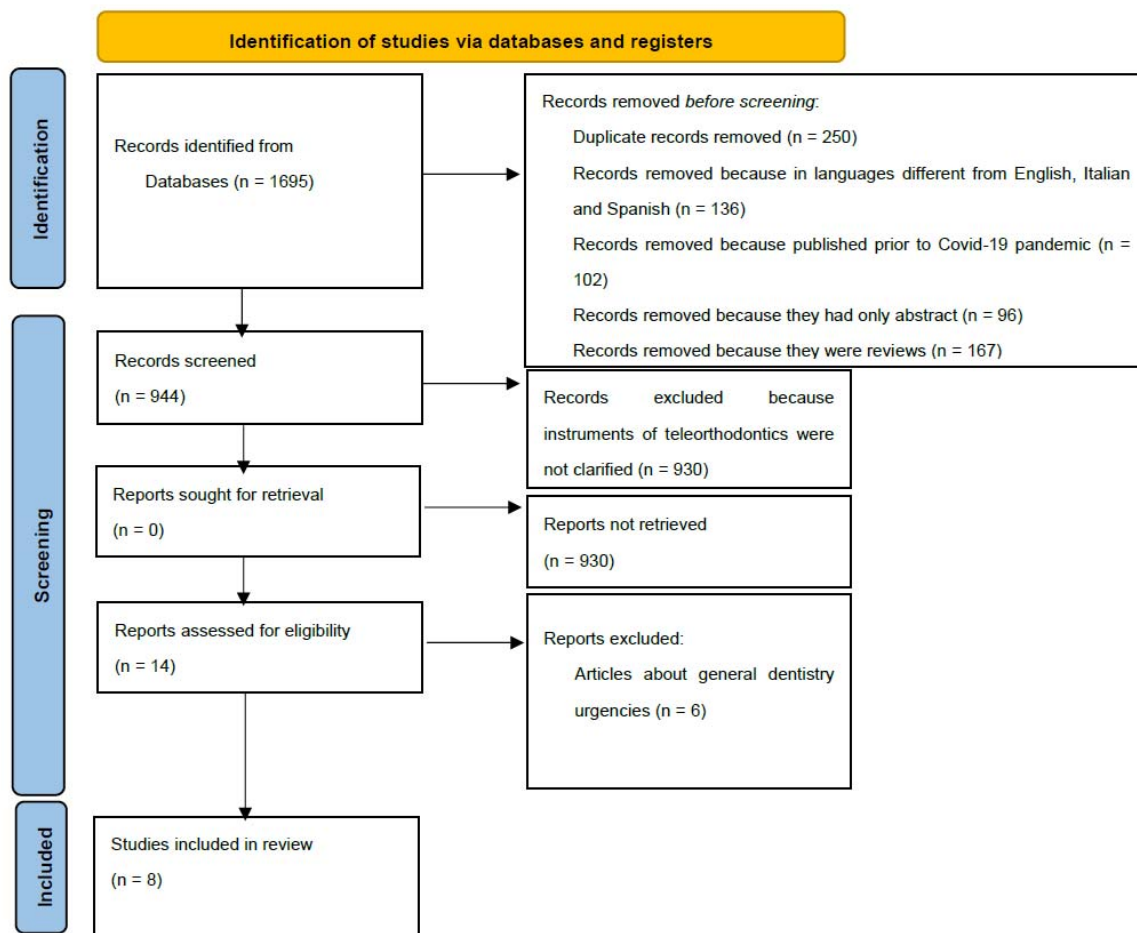 Identification of studies via databases and registers
Identification
Records identified from
Databases (n = 1695)
Records removed before screening:
Duplicate records removed (n = 250)
Records removed because in languages different from English, Italian
and Spanish (n = 136)
Records removed because published prior to Covid-19 pandemic (n =
102)
Records removed because they had only abstract (n = 96)
Records removed because they were reviews (n = 167)
Screening
Records screened
(n = 944)
Records excluded because
instruments of teleorthodontics were
not clarified (n = 930)
Reports sought for retrieval
(n = 0)
Reports not retrieved
(n = 930)
Reports assessed for eligibility
(n = 14)
Reports excluded:
Articles about general dentistry
urgencies (n = 6)
Included
Studies included in review
(n = 8)